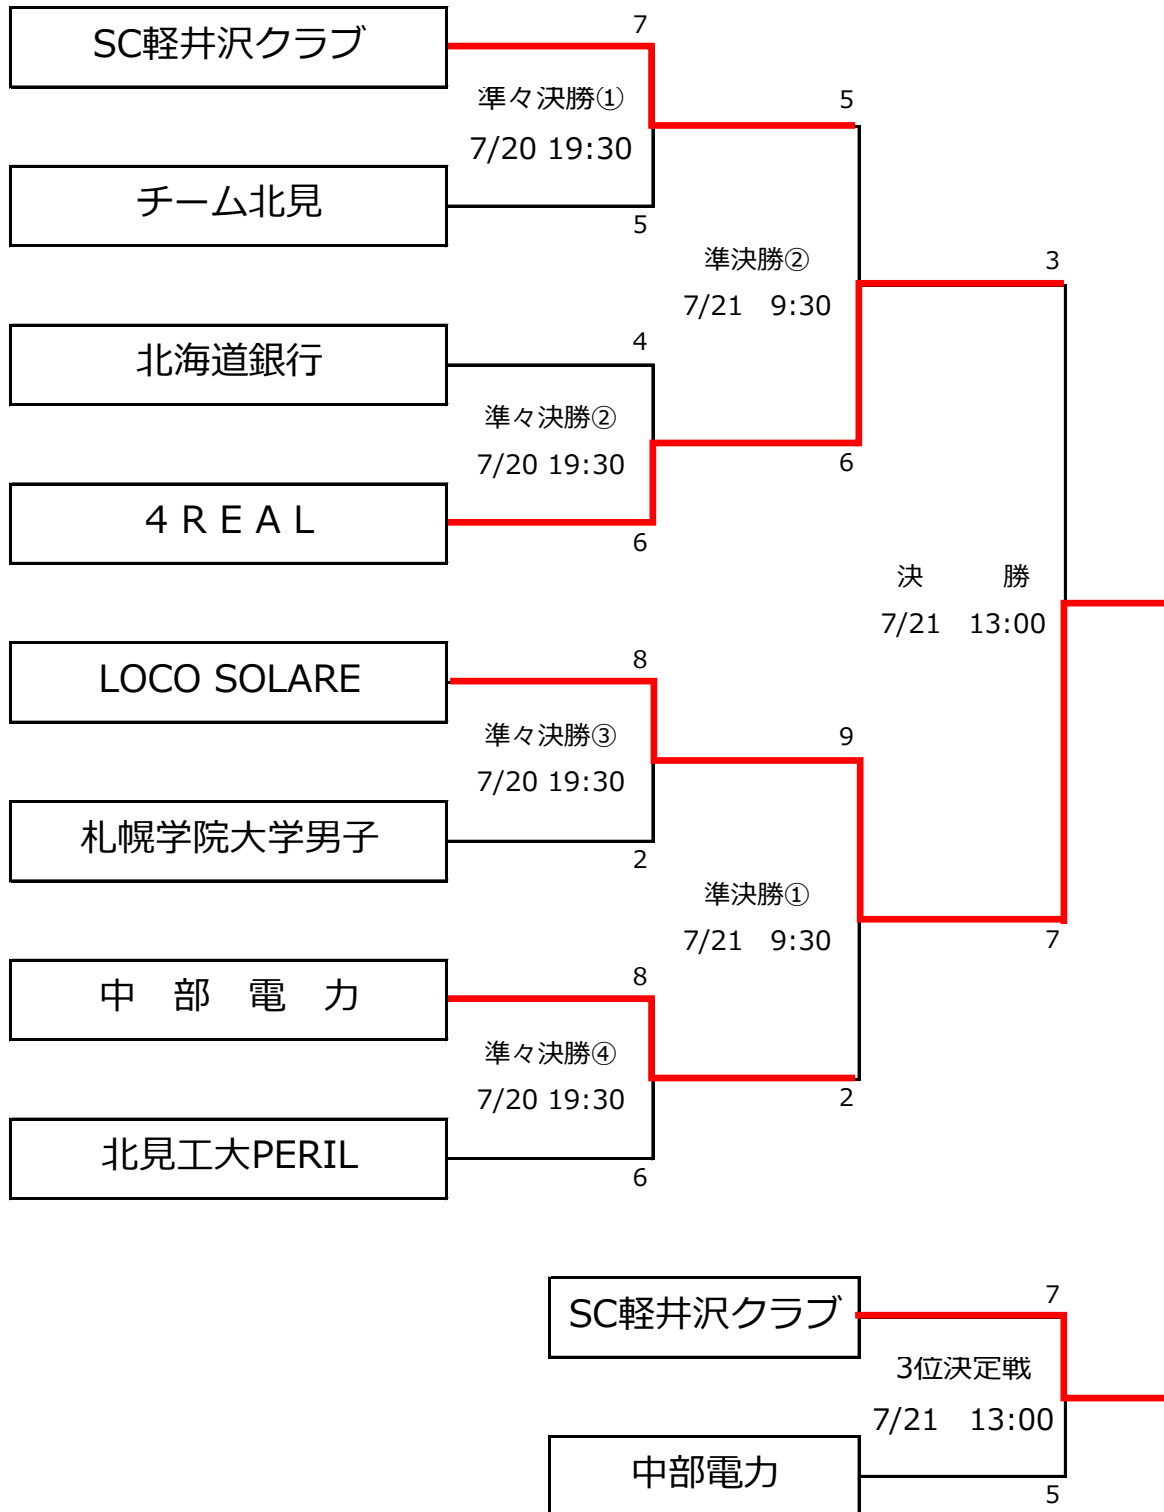 SC軽井沢クラブ
7
準々決勝①
7/20 19:30
5
チーム北見
5
準決勝②
7/21 9:30
3
北海道銀行
4
準々決勝②
7/20 19:30
6
４ＲＥＡＬ
6
決 勝
7/21 13:00
LOCO SOLARE
8
準々決勝③
7/20 19:30
9
札幌学院大学男子
2
準決勝①
7/21 9:30
7
中 部 電 力
8
準々決勝④
7/20 19:30
2
北見工大PERIL
6
SC軽井沢クラブ
7
3位決定戦
7/21 13:00
中部電力
5